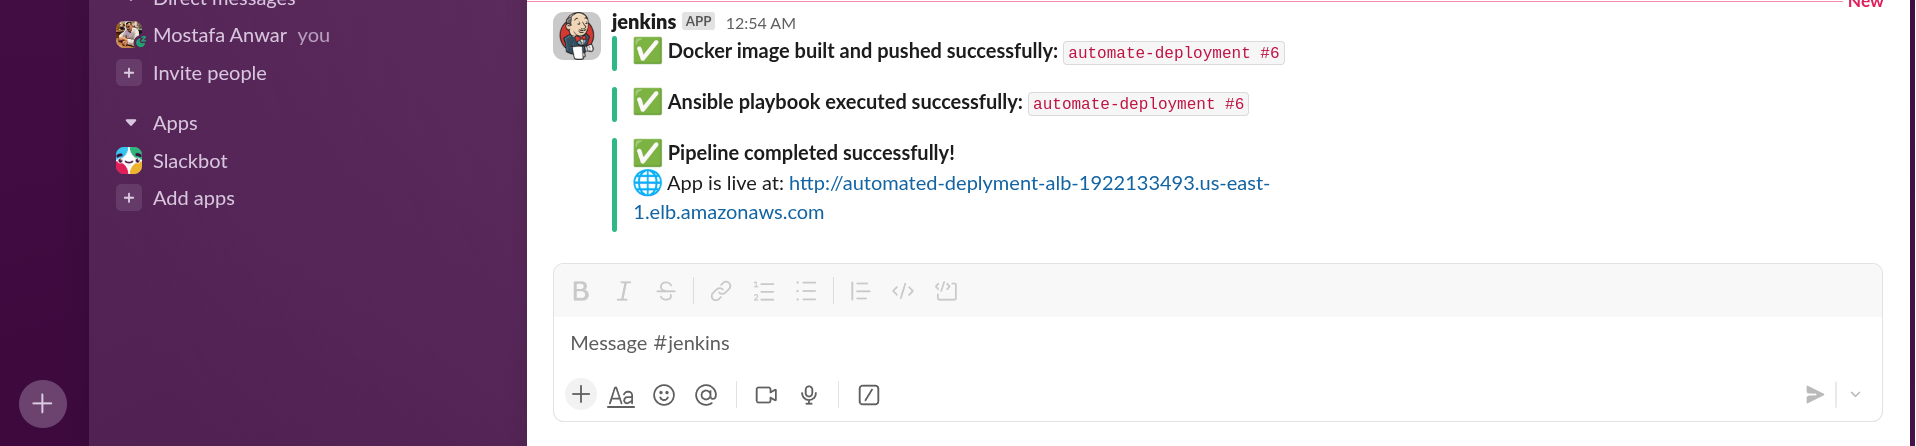 Direct messages
Mostafa Anwar you
Invite people
Apps
Slackbot
Add apps
New
jenkins APP 12:54 AM
✅ Docker image built and pushed successfully: automate-deployment #6
✅ Ansible playbook executed successfully: automate-deployment #6
✅ Pipeline completed successfully!
🌐 App is live at: http://automated-deplyment-alb-1922133493.us-east-
1.elb.amazonaws.com
Message #jenkins
Aa